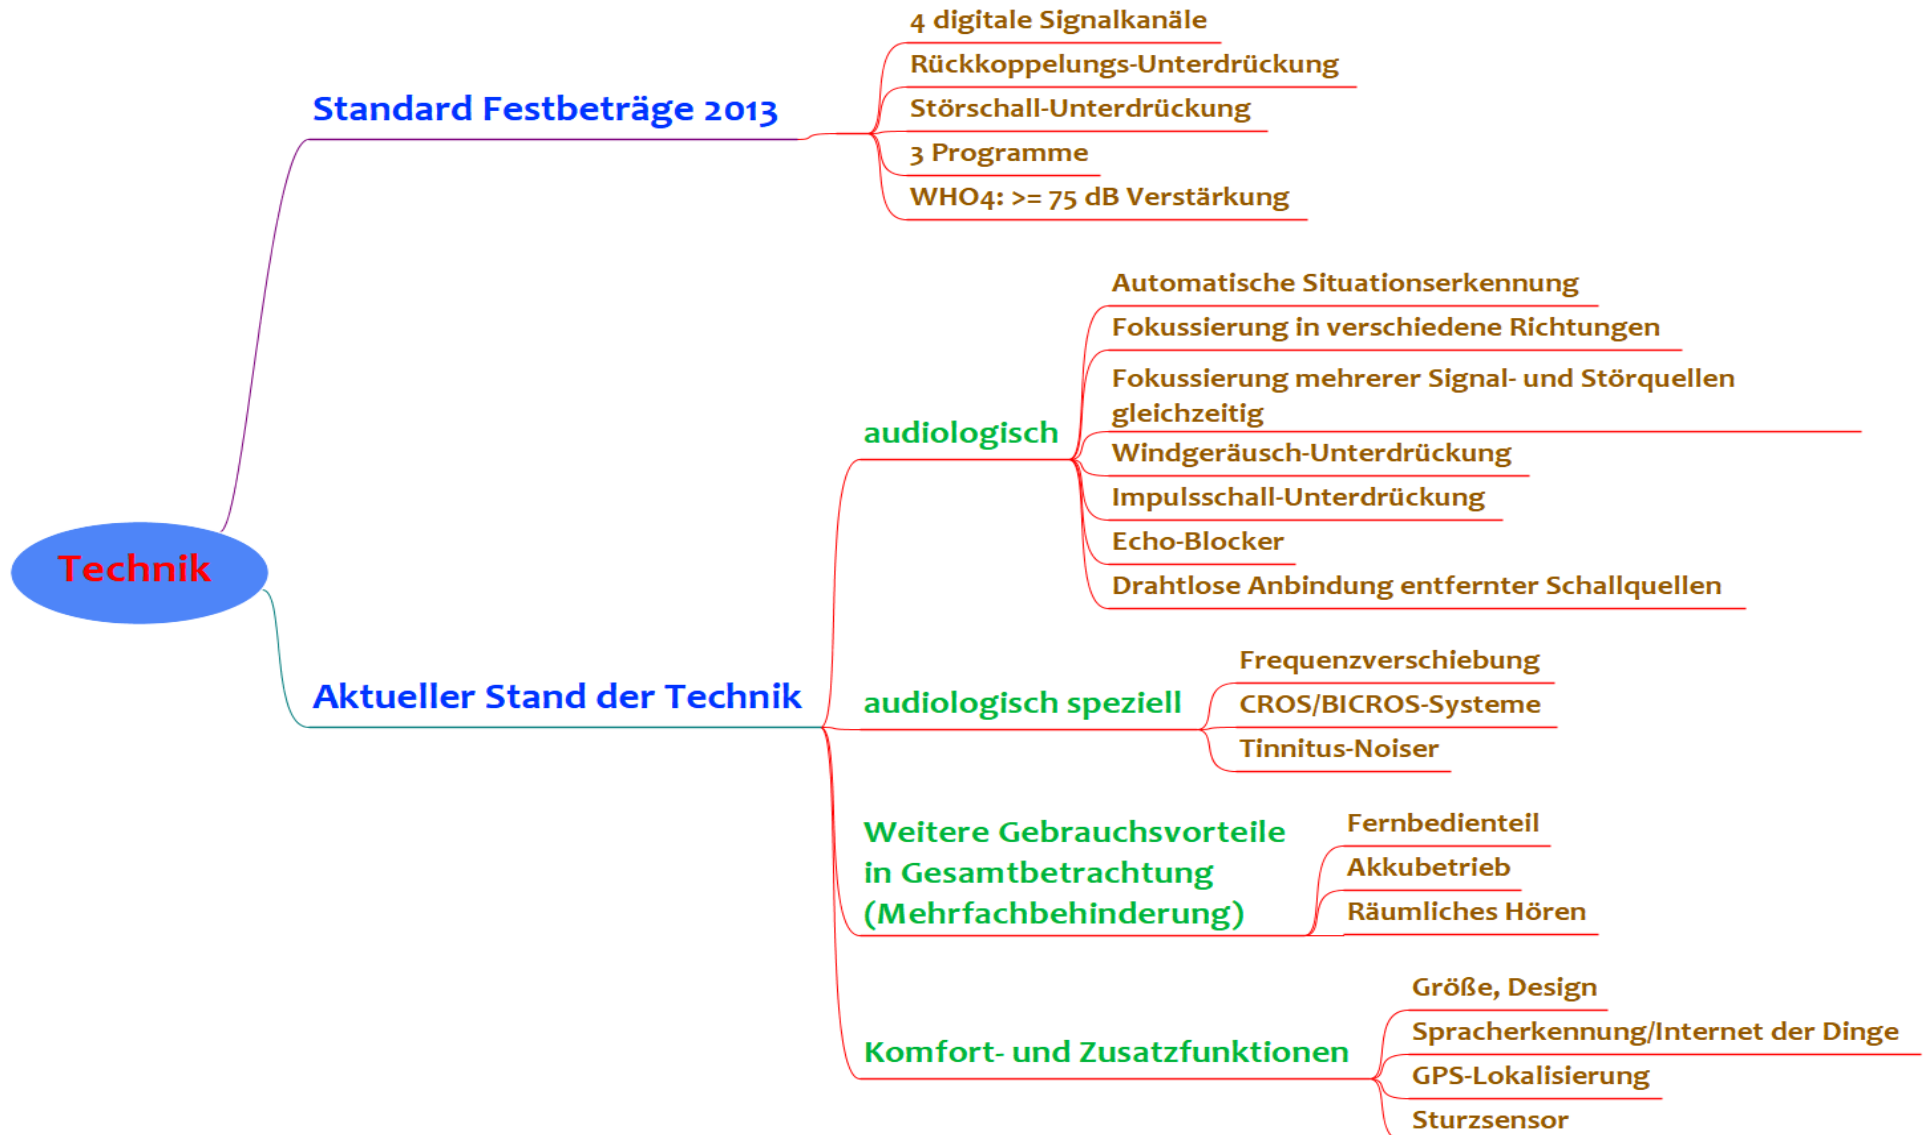 4 digitale Signalkanäle
Rückkoppelungs-Unterdrückung
Standard Festbeträge 2013
Störschall-Unterdrückung
3 Programme
WHO4: >= 75 dB Verstärkung
Automatische Situationserkennung
Fokussierung in verschiedene Richtungen
Fokussierung mehrerer Signal- und Störquellen
gleichzeitig
audiologisch
Windgeräusch-Unterdrückung
Impulsschall-Unterdrückung
Echo-Blocker
Drahtlose Anbindung entfernter Schallquellen
Technik
Aktueller Stand der Technik
Frequenzverschiebung
audiologisch speziell
CROS/BICROS-Systeme
Tinnitus-Noiser
Weitere Gebrauchsvorteile
in Gesamtbetrachtung
(Mehrfachbehinderung)
Fernbedienteil
Akkubetrieb
Räumliches Hören
Komfort- und Zusatzfunktionen
Größe, Design
Spracherkennung/Internet der Dinge
GPS-Lokalisierung
Sturzsensor